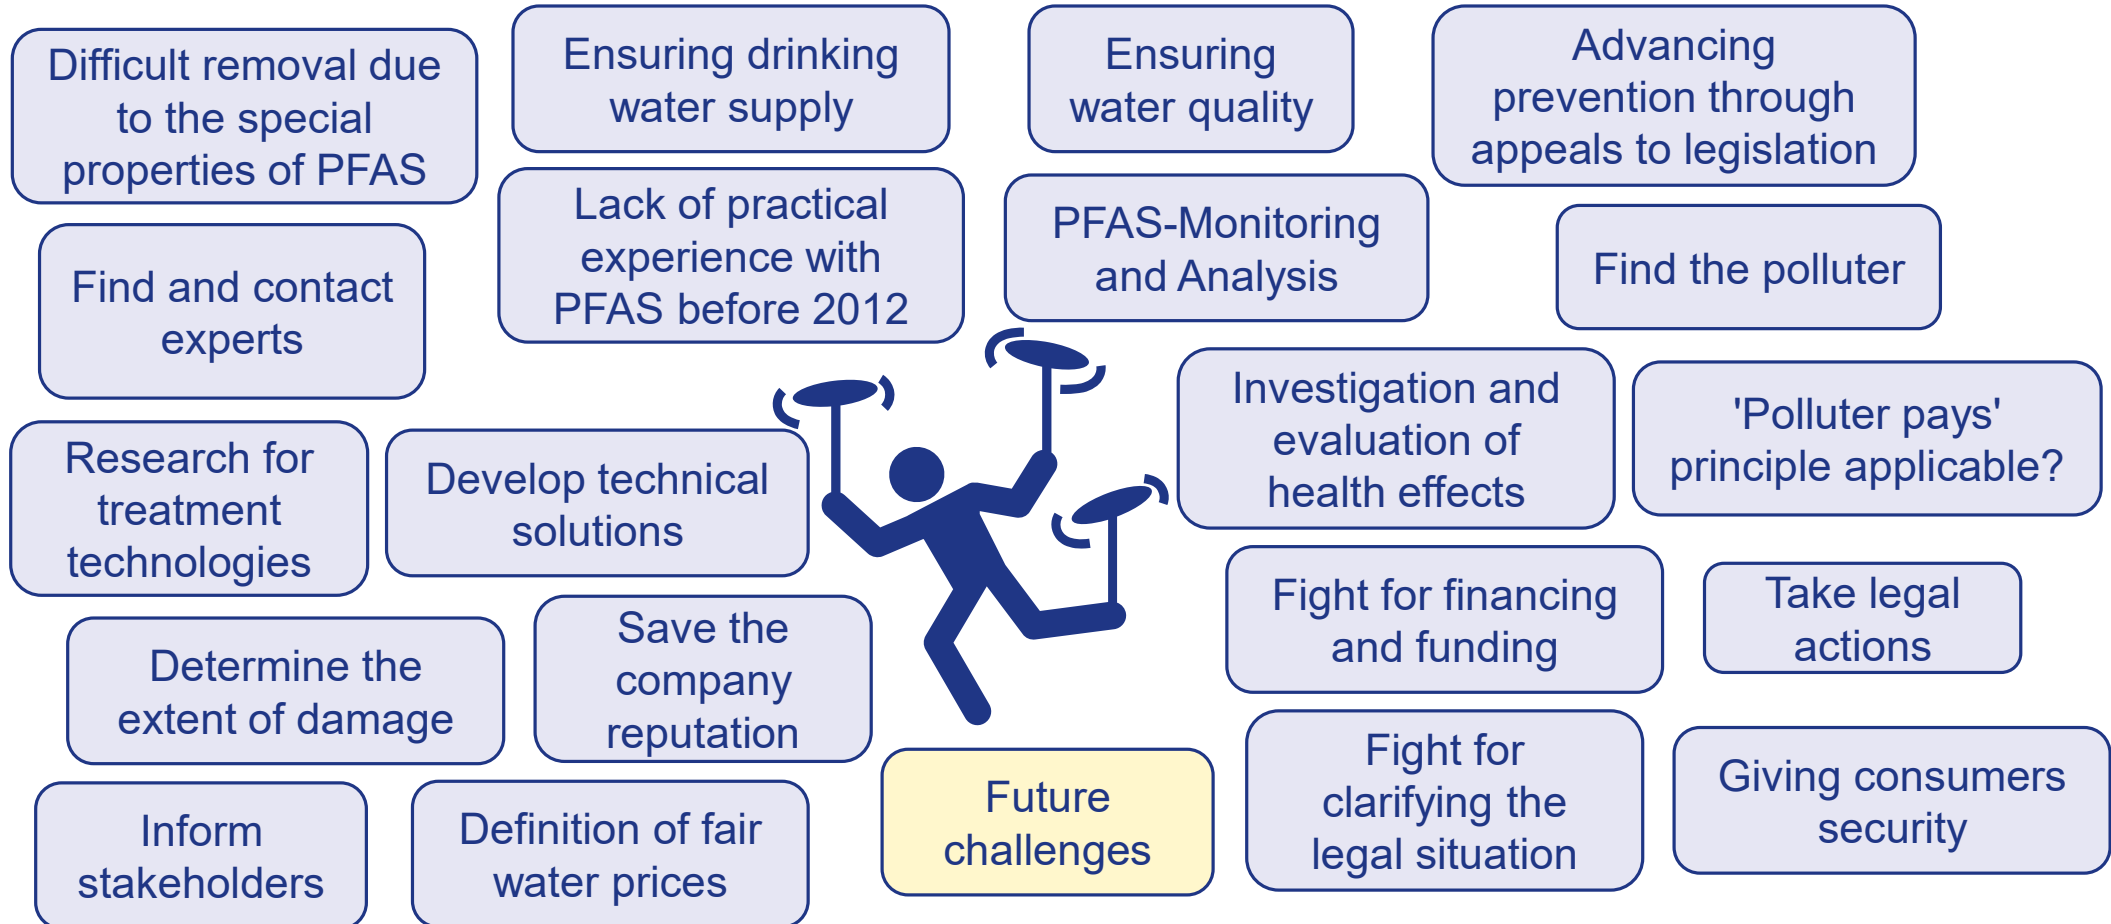 Difficult removal due
to the special
properties of PFAS
Ensuring drinking
water supply
Ensuring
water quality
Advancing
prevention through
appeals to legislation
Find and contact
experts
Lack of practical
experience with
PFAS before 2012
PFAS-Monitoring
and Analysis
Find the polluter
Research for
treatment
technologies
Develop technical
solutions
Investigation and
evaluation of
health effects
'Polluter pays'
principle applicable?
Determine the
extent of damage
Save the
company
reputation
Fight for financing
and funding
Take legal
actions
Inform
stakeholders
Definition of fair
water prices
Future
challenges
Fight for
clarifying the
legal situation
Giving consumers
security